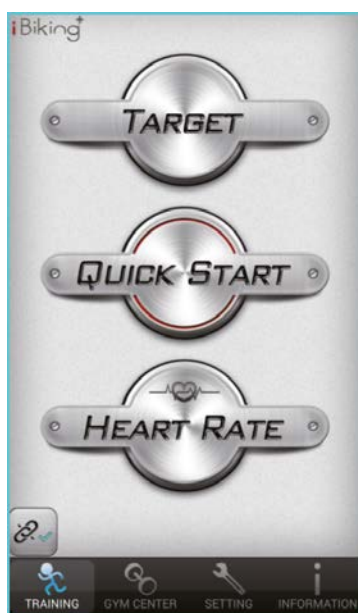 iBiking+
TARGET
QUICK START
HEART RATE
TRAINING GYM CENTER SETTING INFORMATION